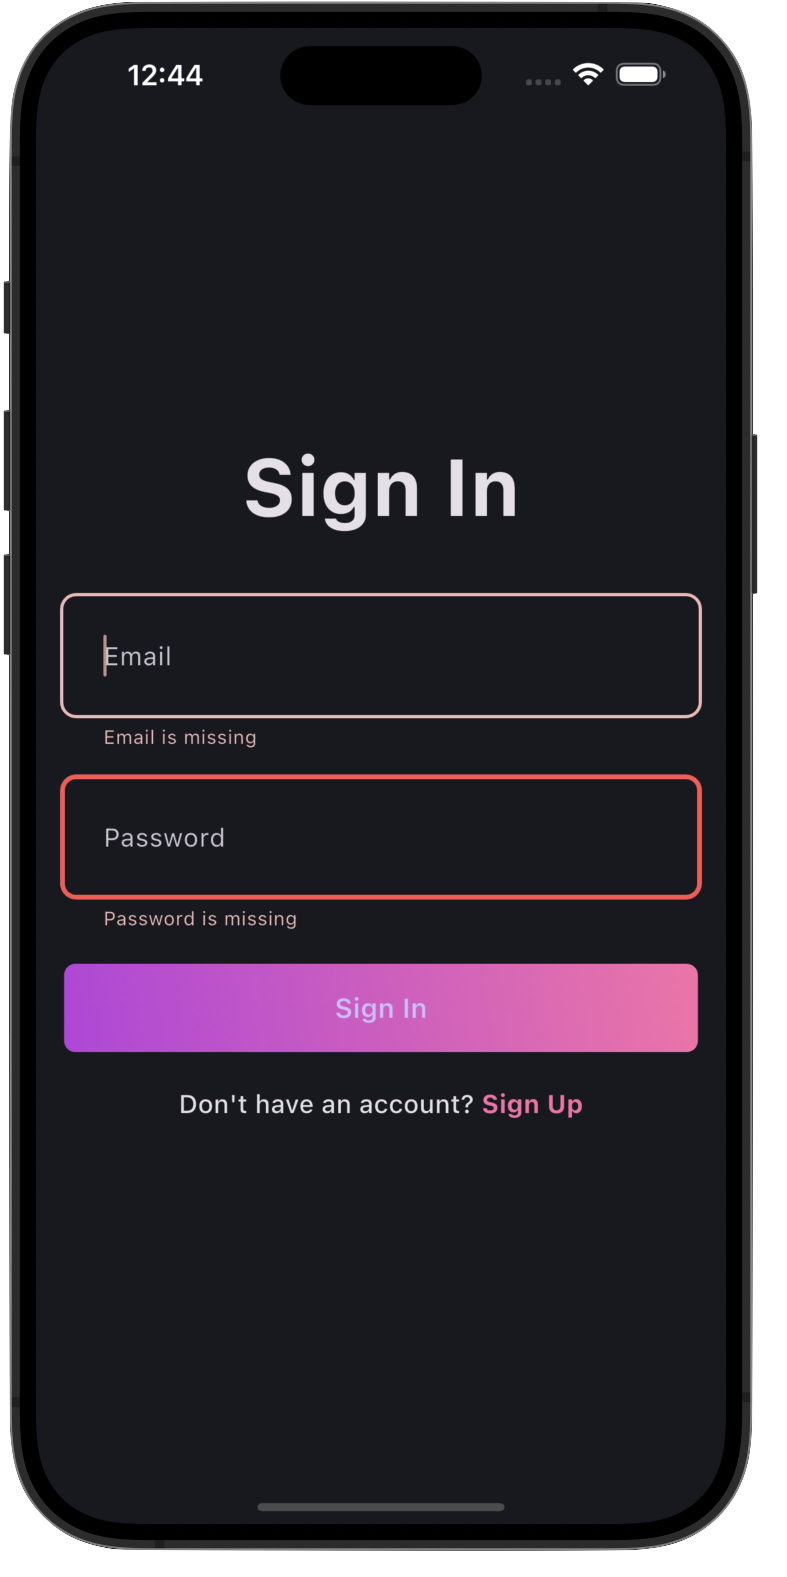 12:44
Sign In
Email
Email is missing
Password
Password is missing
Sign In
Don't have an account? Sign Up